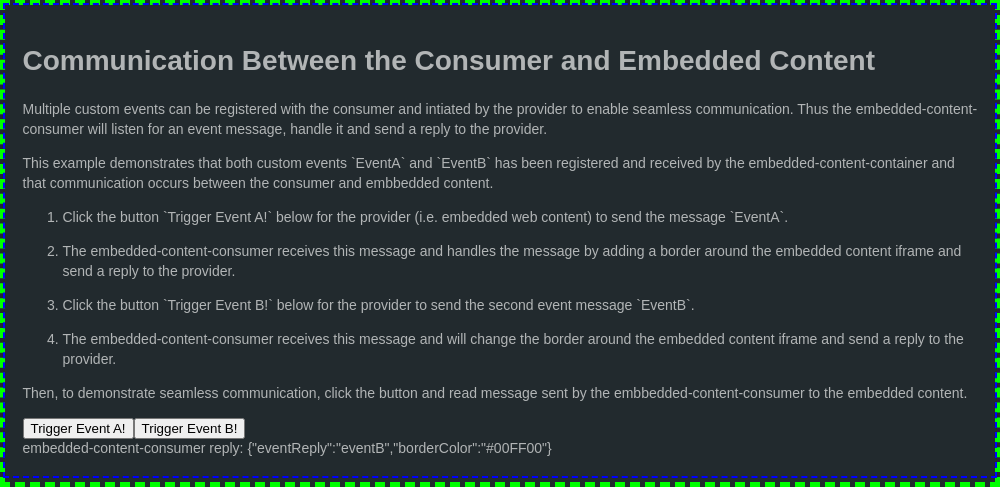 Communication Between the Consumer and Embedded Content
Multiple custom events can be registered with the consumer and intiated by the provider to enable seamless communication. Thus the embedded-content-
consumer will listen for an event message, handle it and send a reply to the provider.
This example demonstrates that both custom events `EventA` and `EventB` has been registered and received by the embedded-content-container and
that communication occurs between the consumer and embbedded content.
1. Click the button `Trigger Event A!` below for the provider (i.e. embedded web content) to send the message `EventA`.
2. The embedded-content-consumer receives this message and handles the message by adding a border around the embedded content iframe and
send a reply to the provider.
3. Click the button `Trigger Event B!` below for the provider to send the second event message `EventB`.
4. The embedded-content-consumer receives this message and will change the border around the embedded content iframe and send a reply to the
provider.
Then, to demonstrate seamless communication, click the button and read message sent by the embbedded-content-consumer to the embedded content.
Trigger Event A! Trigger Event B!
embedded-content-consumer reply: {"eventReply":"eventB","borderColor":"#00FF00"}